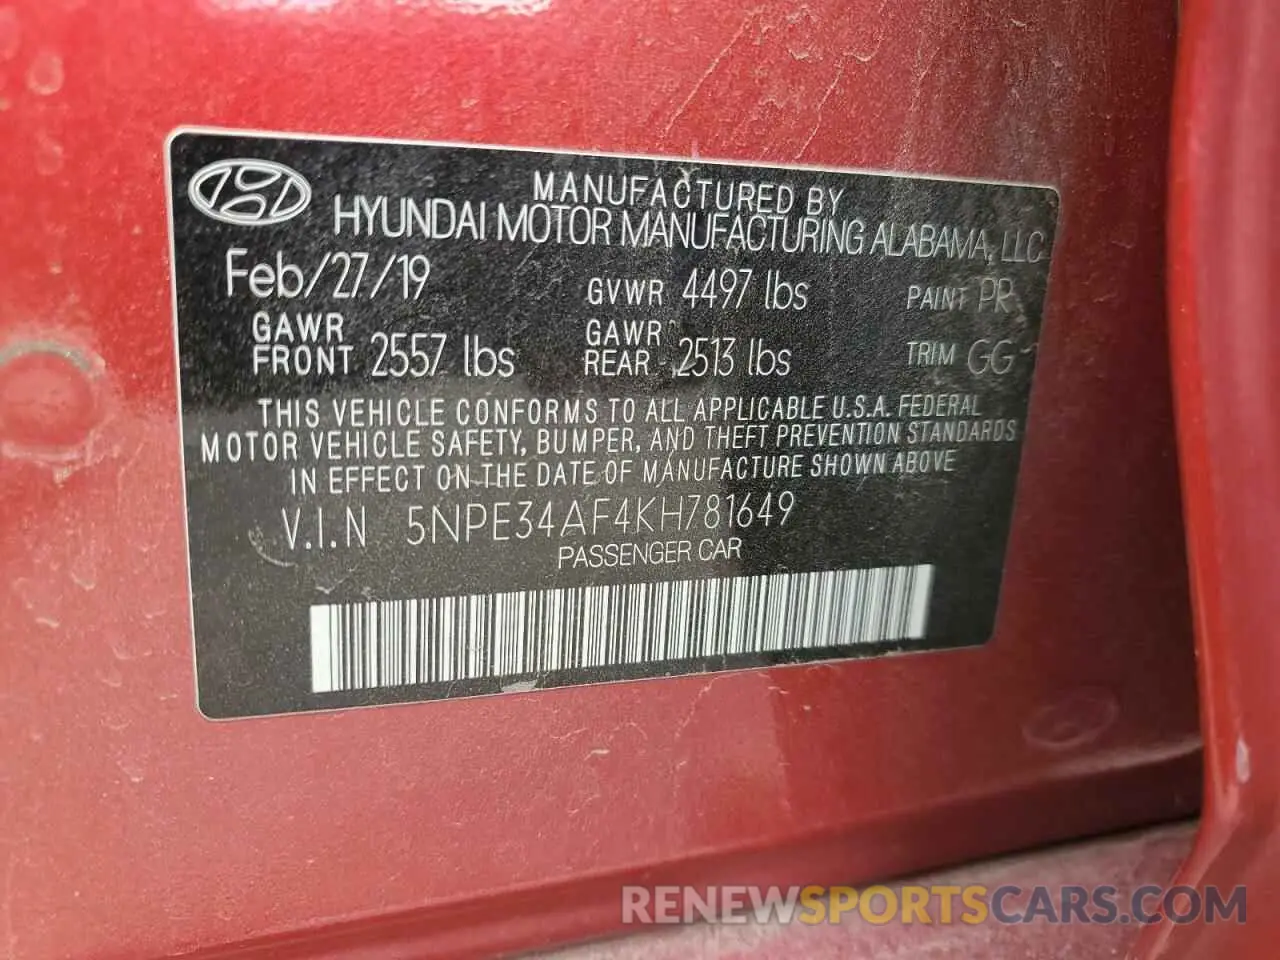 MANUFACTURED BY
HYUNDAI MOTOR MANUFACTURING ALABAMA, LLC
Feb/27/19 GVWR 4497 lbs PAINT PR
GAWR FRONT 2557 lbs GAWR REAR 2513 lbs TRIM GG
THIS VEHICLE CONFORMS TO ALL APPLICABLE U.S.A. FEDERAL
MOTOR VEHICLE SAFETY, BUMPER, AND THEFT PREVENTION STANDARDS
IN EFFECT ON THE DATE OF MANUFACTURE SHOWN ABOVE
V.I.N 5NPE34AF4KH781649
PASSENGER CAR
RENEWSPORTSCARS.COM